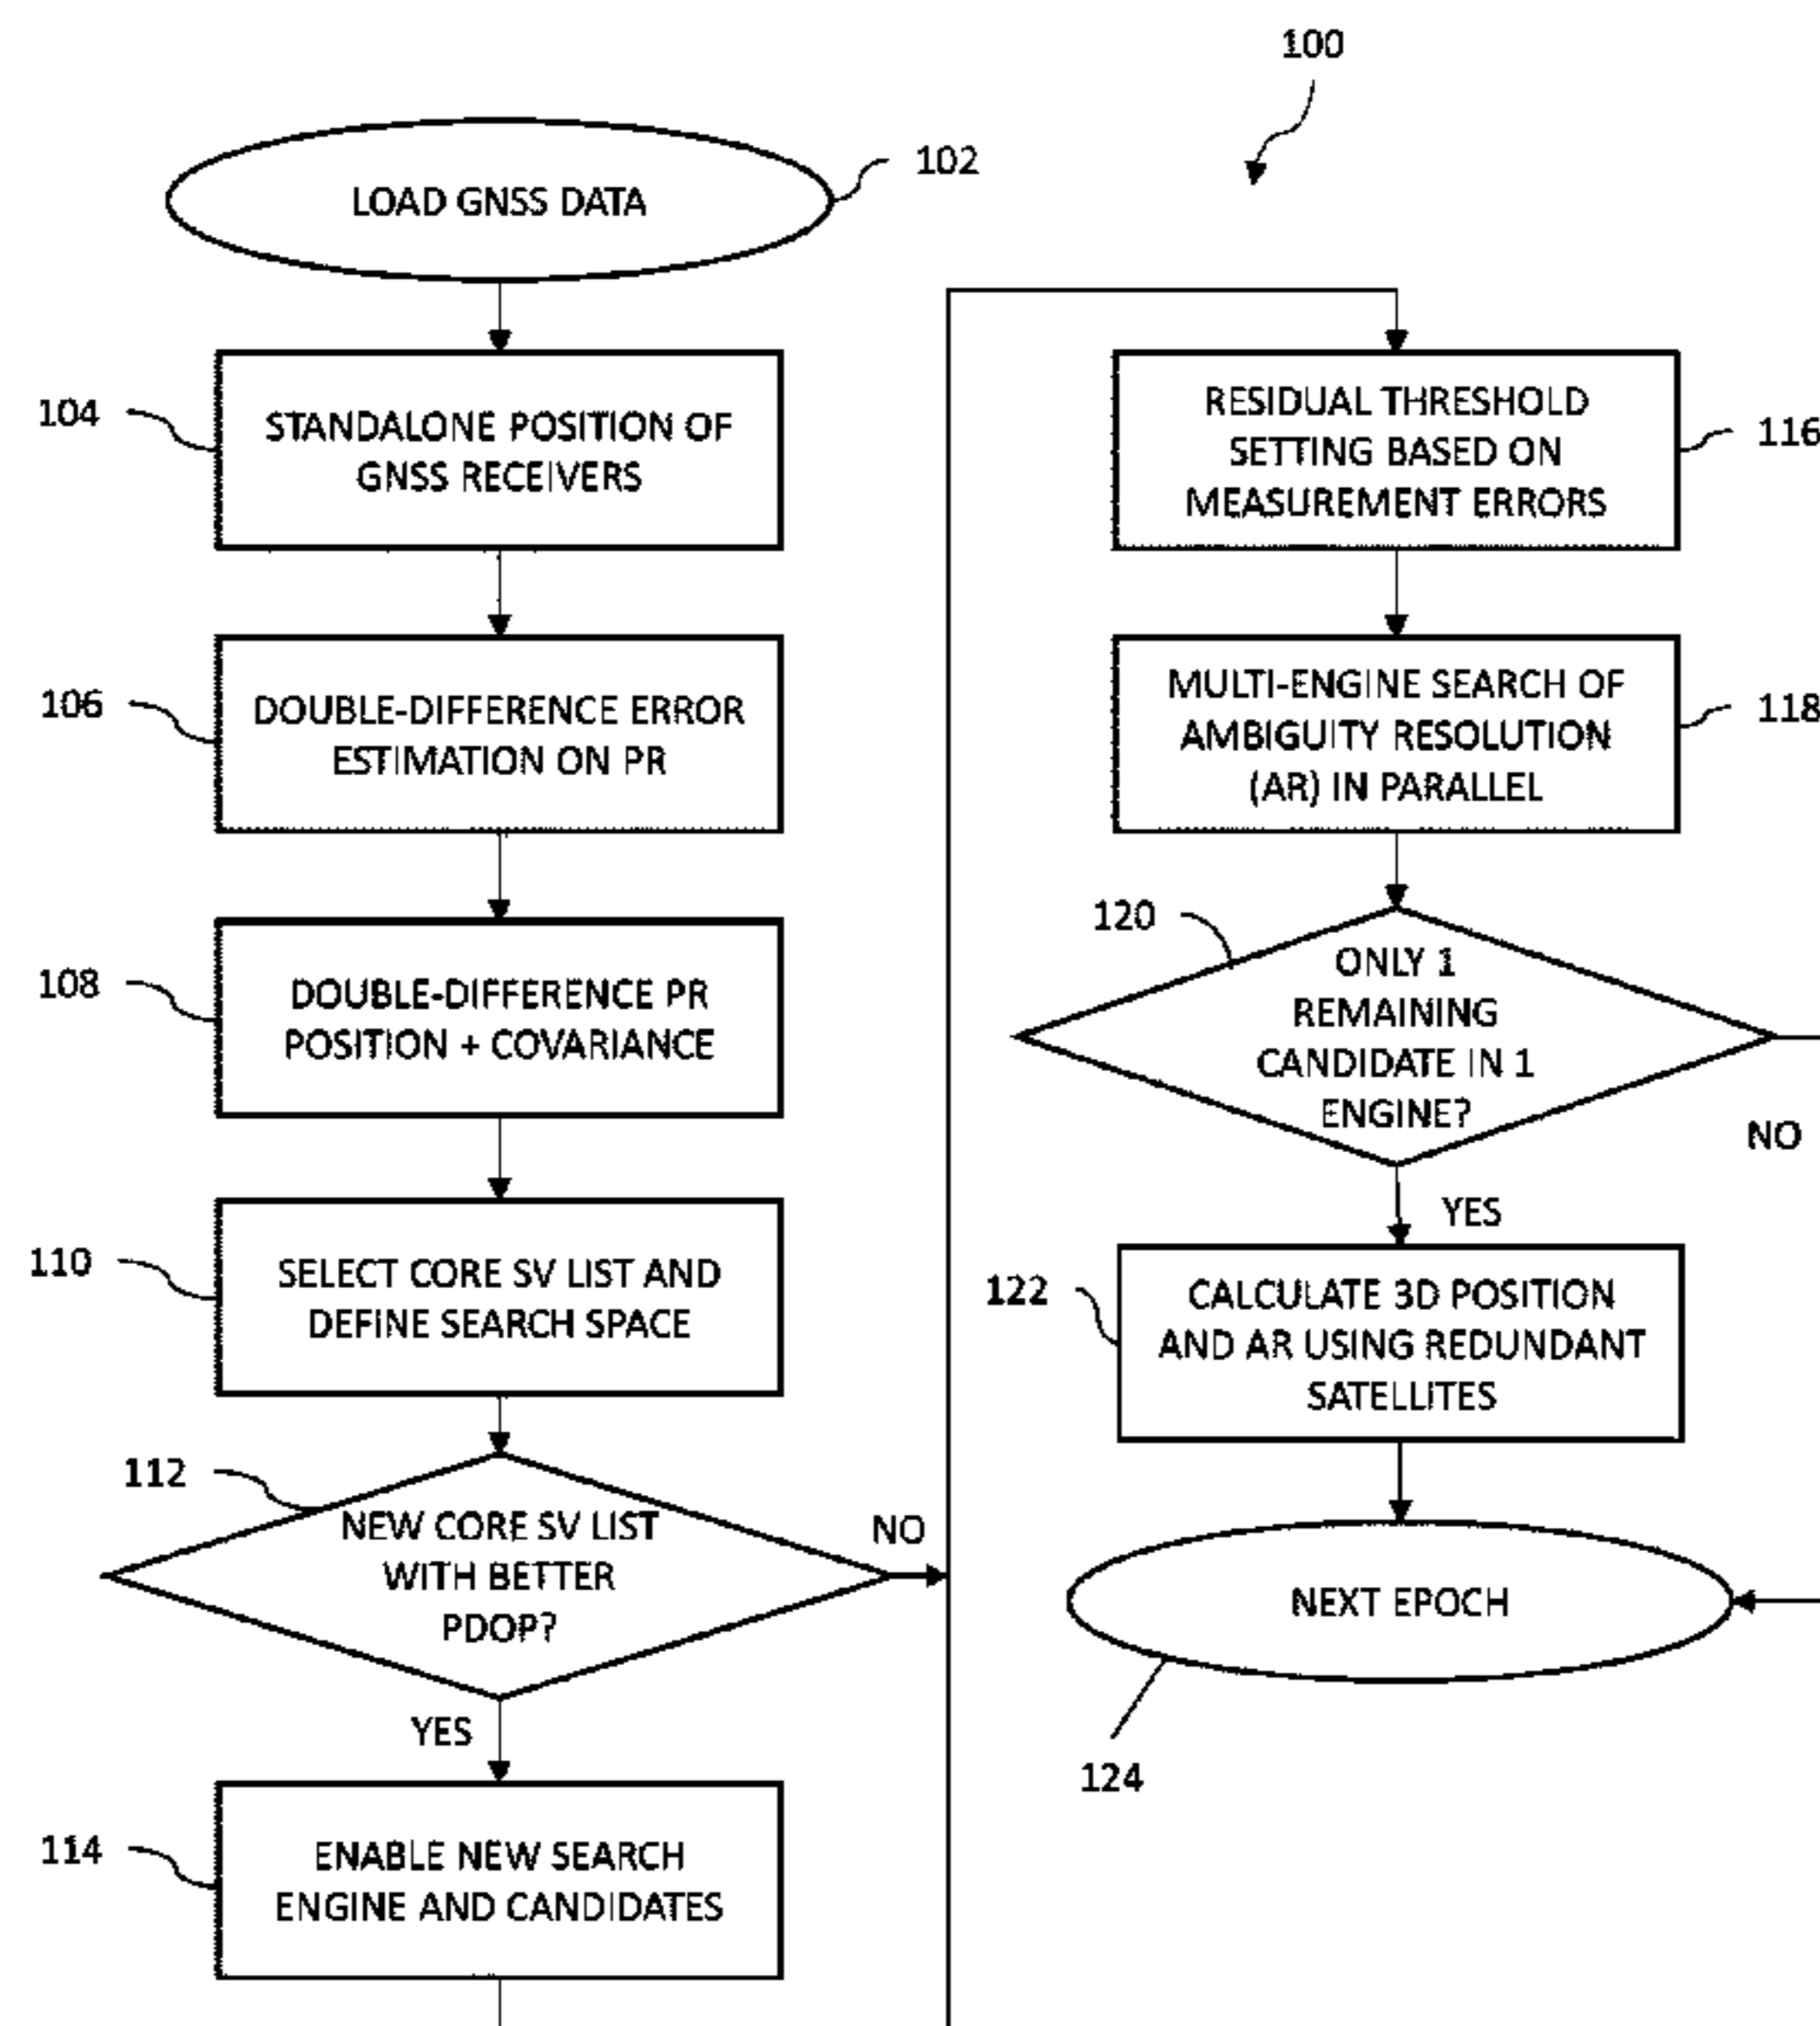 100
LOAD GNSS DATA
102
104
STANDALONE POSITION OF
GNSS RECEIVERS
106
DOUBLE-DIFFERENCE ERROR
ESTIMATION ON PR
108
DOUBLE-DIFFERENCE PR
POSITION + COVARIANCE
110
SELECT CORE SV LIST AND
DEFINE SEARCH SPACE
112
NEW CORE SV LIST
WITH BETTER
PDOP?
NO
YES
114
ENABLE NEW SEARCH
ENGINE AND CANDIDATES
RESIDUAL THRESHOLD
SETTING BASED ON
MEASUREMENT ERRORS
116
MULTI-ENGINE SEARCH OF
AMBIGUITY RESOLUTION
(AR) IN PARALLEL
118
120
ONLY 1
REMAINING
CANDIDATE IN 1
ENGINE?
NO
YES
122
CALCULATE 3D POSITION
AND AR USING REDUNDANT
SATELLITES
NEXT EPOCH
124